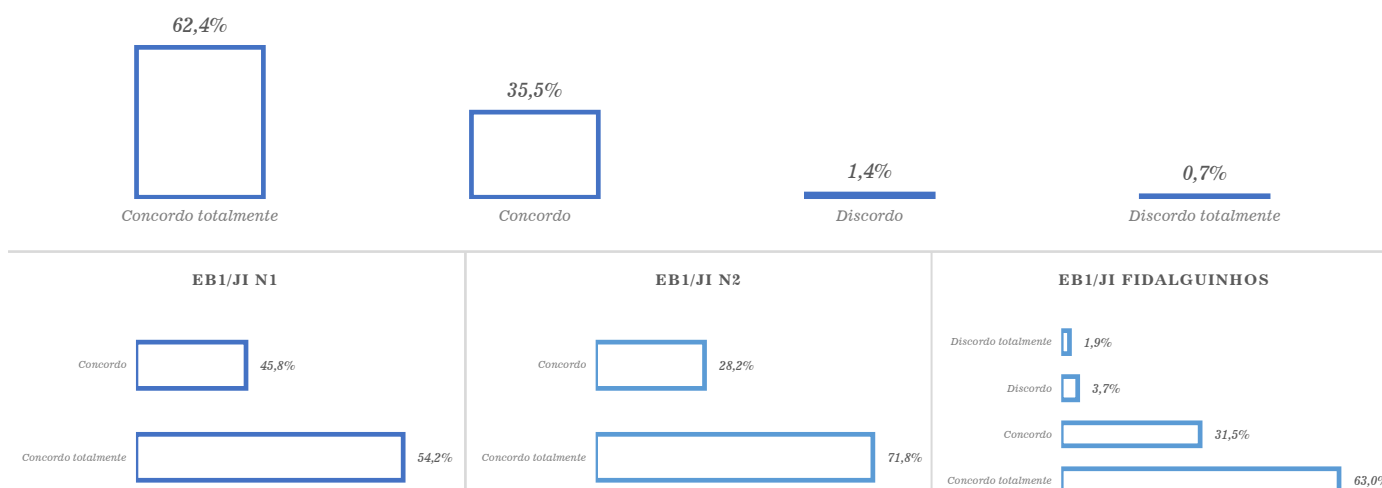 62,4%
35,5%
1,4%
0,7%
Concordo totalmente
Concordo
Discordo
Discordo totalmente
EB1/JI N1
Concordo
45,8%
Concordo totalmente
54,2%
EB1/JI N2
Concordo
28,2%
Concordo totalmente
71,8%
EB1/JI FIDALGUINHOS
Discordo totalmente
1,9%
Discordo
3,7%
Concordo
31,5%
Concordo totalmente
63,0%